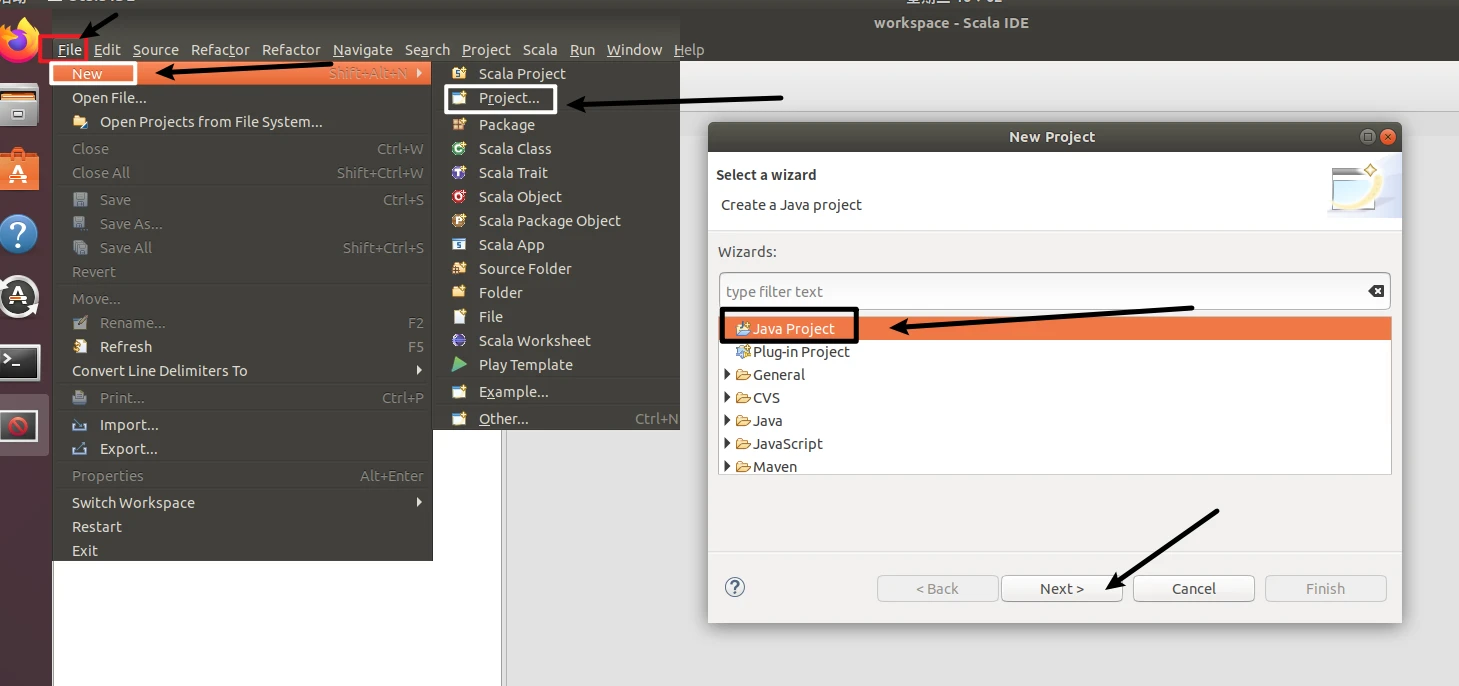 workspace - Scala IDE
File Edit Source Refactor Refactor Navigate Search Project Scala Run Window Help
New Shift+Alt+N
Open File...
Open Projects from File System...
Close Ctrl+W
Close All Shift+Ctrl+W
Save Ctrl+S
Save As...
Save All Shift+Ctrl+S
Revert
Move...
Rename... F2
Refresh F5
Convert Line Delimiters To
Print... Ctrl+P
Import...
Export...
Properties Alt+Enter
Switch Workspace
Restart
Exit
Scala Project
Project...
Package
Scala Class
Scala Trait
Scala Object
Scala Package Object
Scala App
Source Folder
Folder
File
Scala Worksheet
Play Template
Example...
Other... Ctrl+N
New Project
Select a wizard
Create a Java project
Wizards:
type filter text
Java Project
Plug-in Project
General
CVS
Java
JavaScript
Maven
< Back Next > Cancel Finish